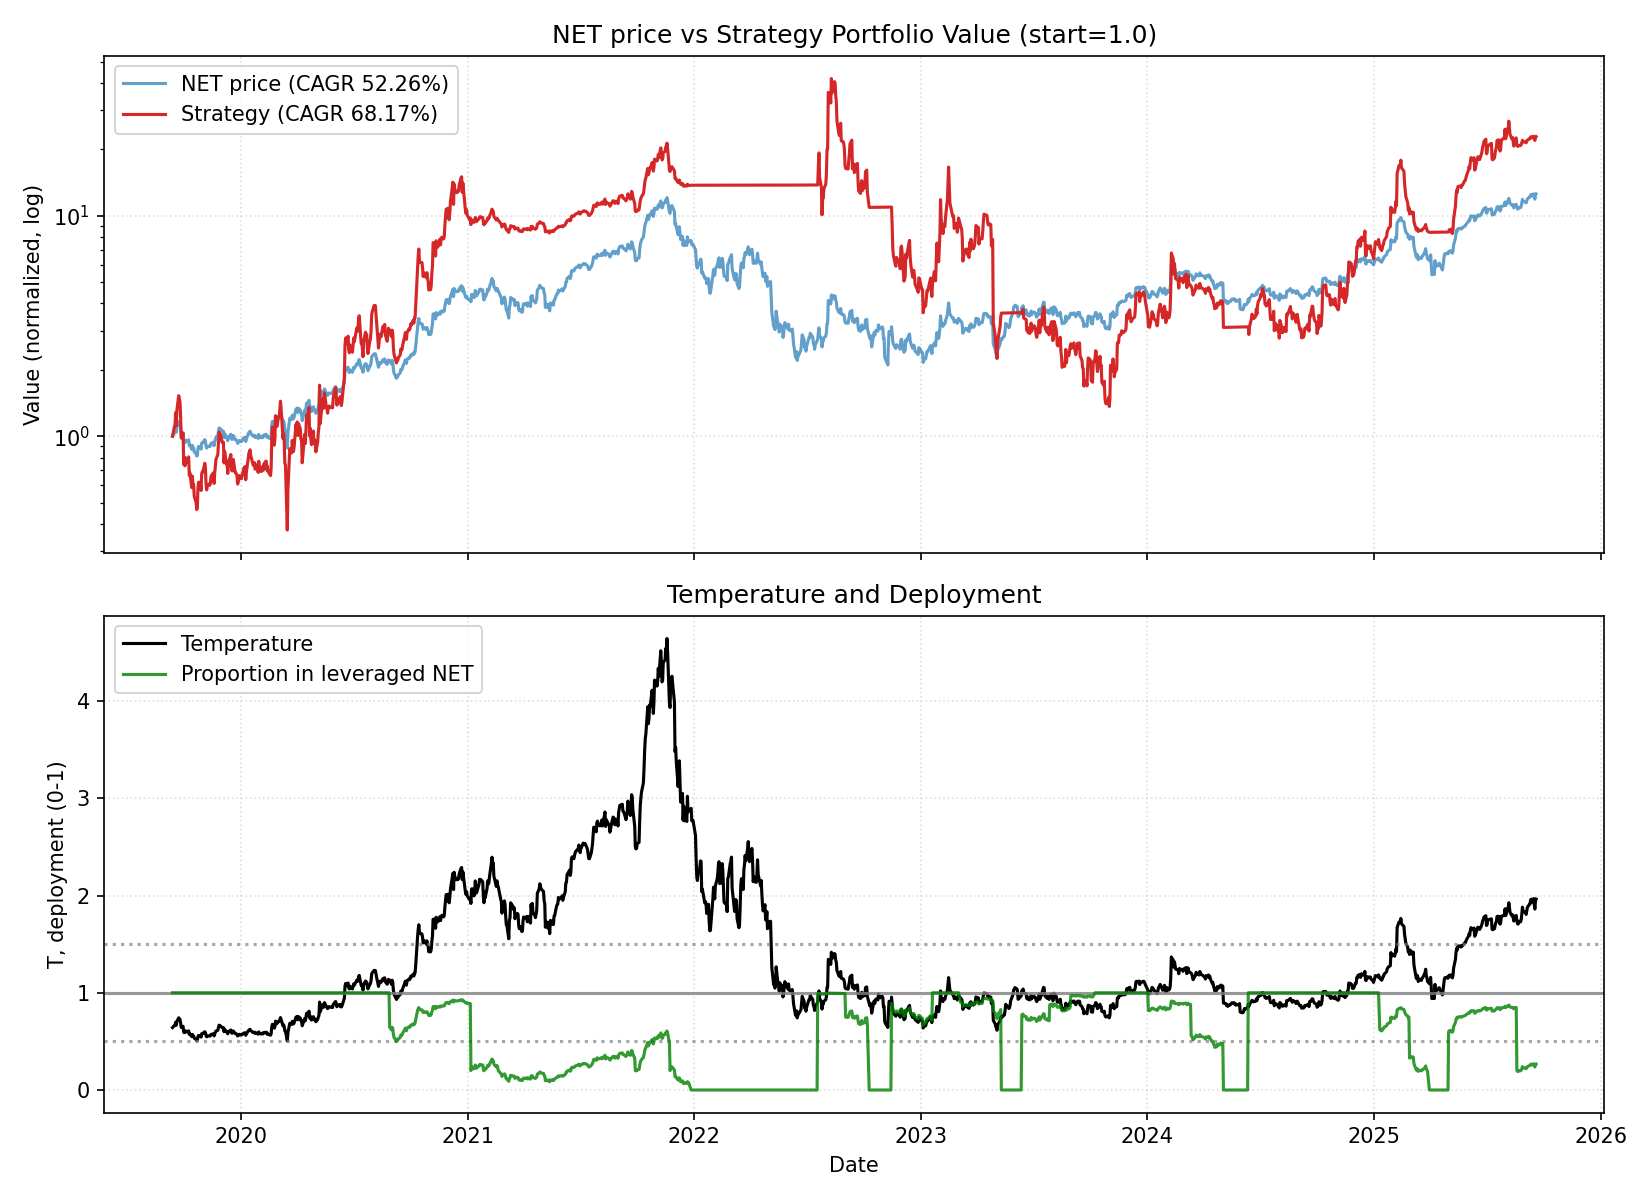 NET price vs Strategy Portfolio Value (start=1.0)
NET price (CAGR 52.26%)
Strategy (CAGR 68.17%)
Value (normalized, log)
10¹
10⁰
Temperature and Deployment
Temperature
Proportion in leveraged NET
T, deployment (0-1)
4
3
2
1
0
2020 2021 2022 2023 2024 2025 2026
Date